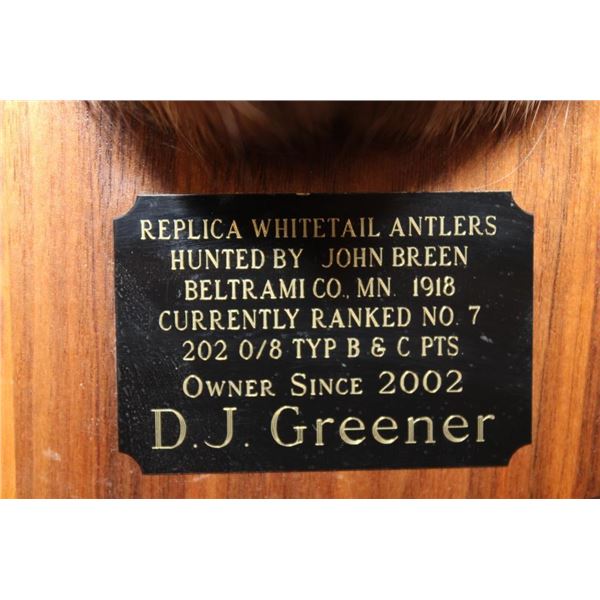 REPLICA WHITETAIL ANTLERS
HUNTED BY JOHN BREEN
BELTRAMI CO., MN. 1918
CURRENTLY RANKED NO. 7
202 0/8 TYP B & C PTS
OWNER SINCE 2002
D.J. Greener